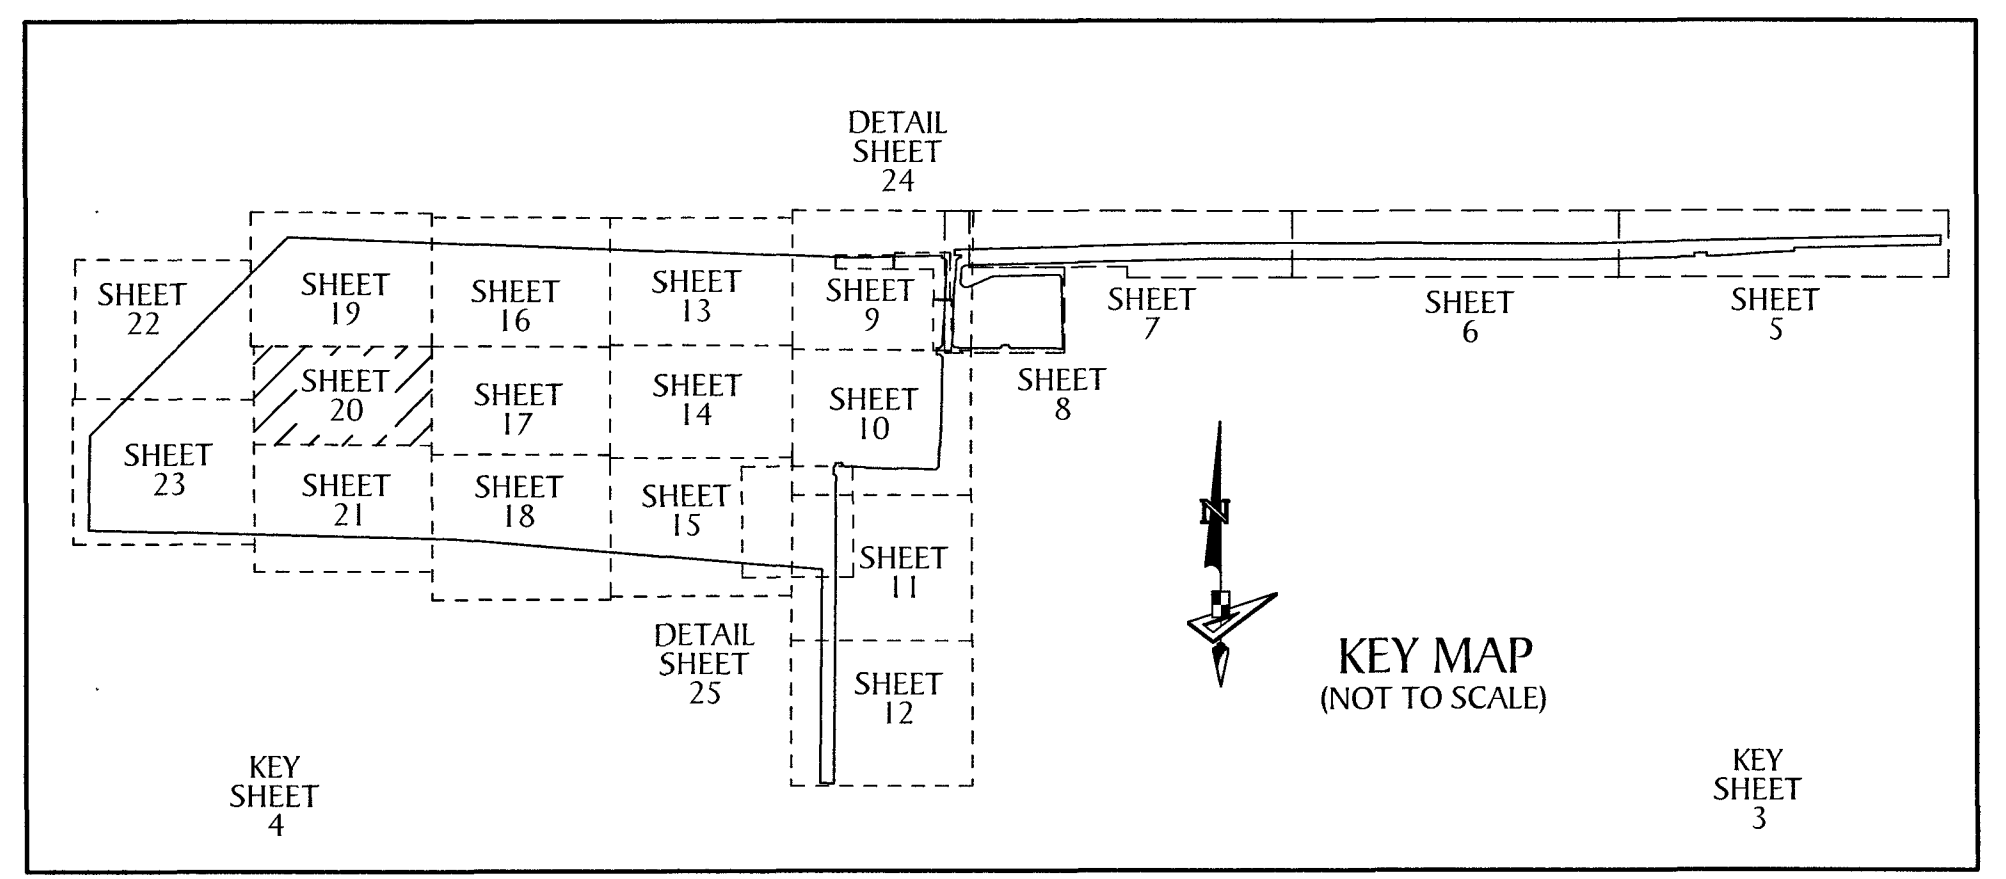 DETAIL
SHEET
24
SHEET
22
SHEET
19
SHEET
16
SHEET
13
SHEET
9
SHEET
7
SHEET
6
SHEET
5
SHEET
20
SHEET
17
SHEET
14
SHEET
10
SHEET
8
SHEET
23
SHEET
21
SHEET
18
SHEET
15
SHEET
11
N
DETAIL
SHEET
25
SHEET
12
KEY MAP
(NOT TO SCALE)
KEY
SHEET
4
KEY
SHEET
3